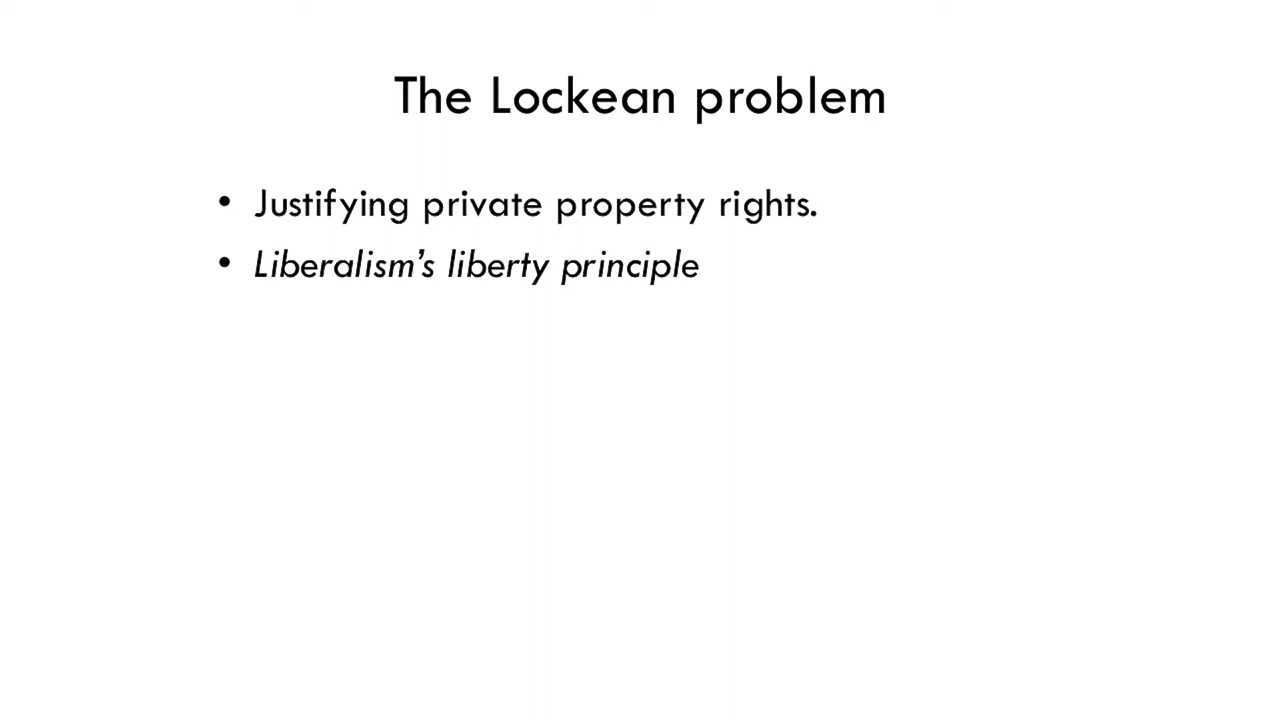 The Lockean problem
• Justifying private property rights.
• Liberalism’s liberty principle